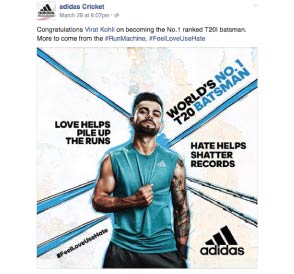 adidas Cricket
March 29 at 8:07pm ·
Congratulations Virat Kohli on becoming the No.1 ranked T20I batsman.
More to come from the #RunMachine. #FeelLoveUseHate
WORLD'S NO.1
T20 BATSMAN
LOVE HELPS
PILE UP
THE RUNS
HATE HELPS
SHATTER
RECORDS
#FeelLoveUseHate
adidas